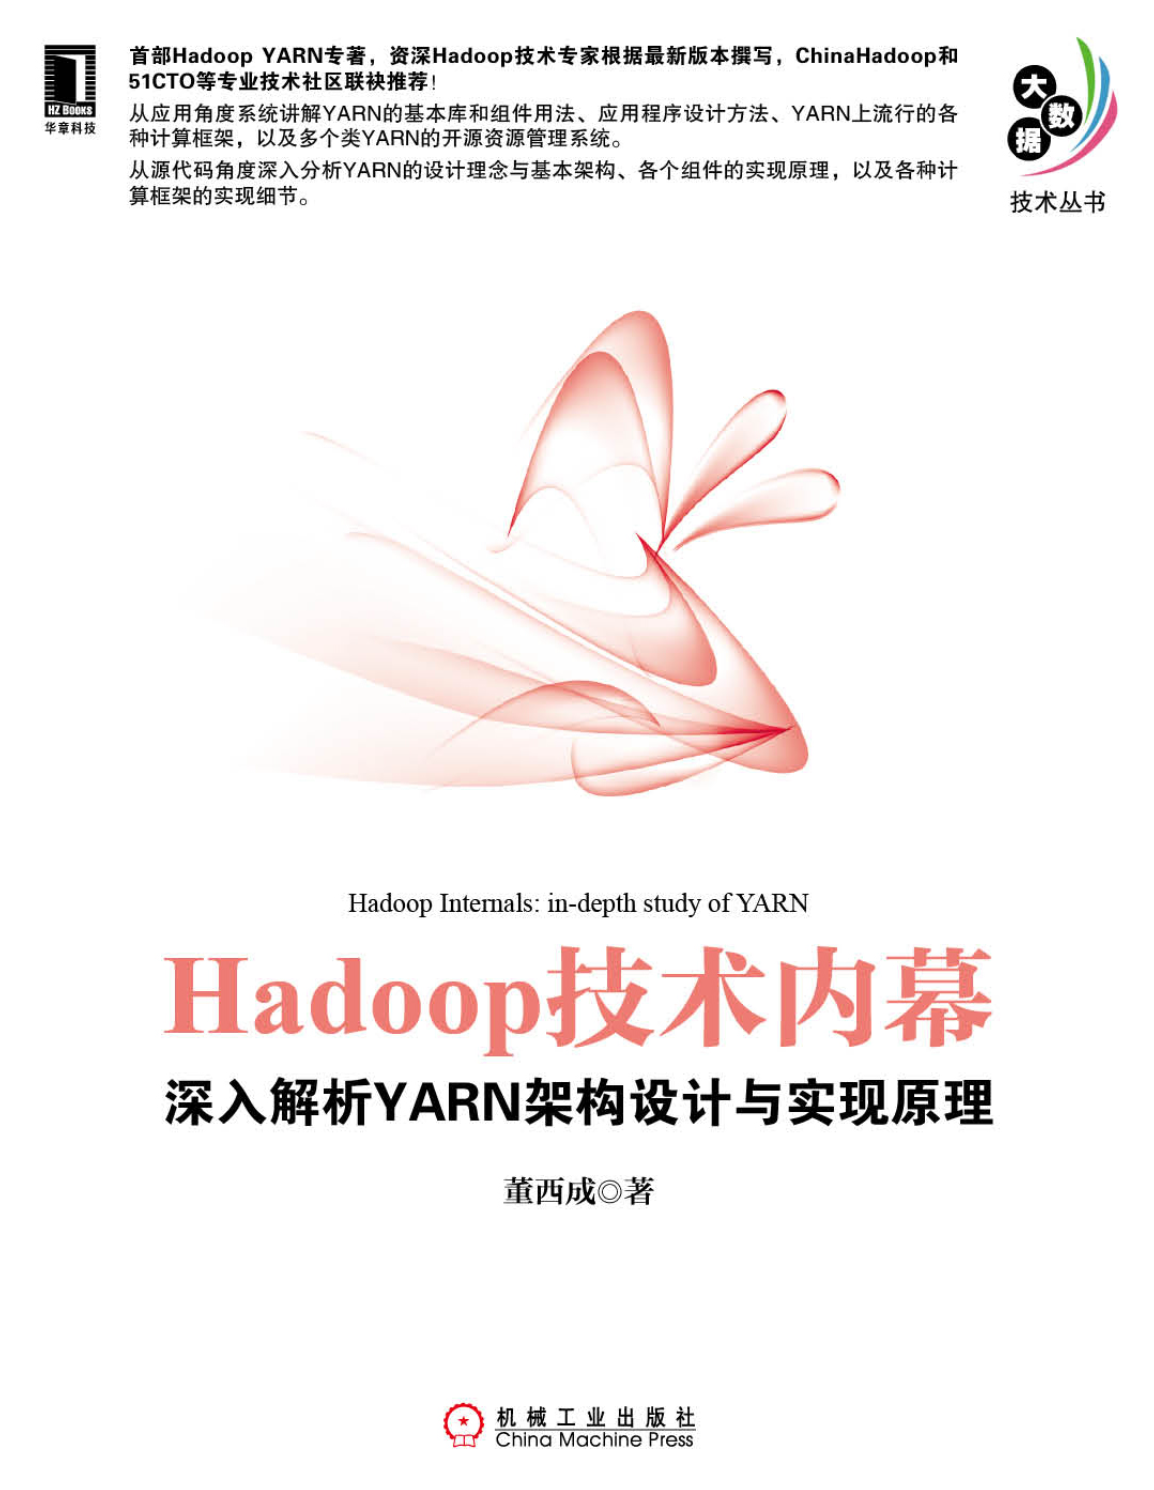 首部Hadoop YARN专著，资深Hadoop技术专家根据最新版本撰写，ChinaHadoop和
51CTO等专业技术社区联袂推荐！
从应用角度系统讲解YARN的基本库和组件用法、应用程序设计方法、YARN上流行的各
种计算框架，以及多个类YARN的开源资源管理系统。
从源代码角度深入分析YARN的设计理念与基本架构、各个组件的实现原理，以及各种计
算框架的实现细节。
HZ BOOKS
华章科技
大
数
据
技术丛书
Hadoop Internals: in-depth study of YARN
Hadoop技术内幕
深入解析YARN架构设计与实现原理
董西成◎著
机械工业出版社
China Machine Press